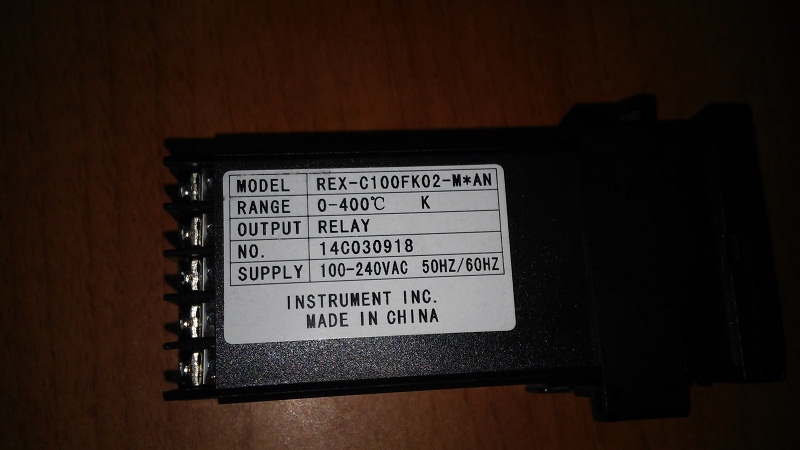 MODEL REX-C100FK02-M*AN
RANGE 0-400℃ K
OUTPUT RELAY
NO. 14C030918
SUPPLY 100-240VAC 50HZ/60HZ
INSTRUMENT INC.
MADE IN CHINA